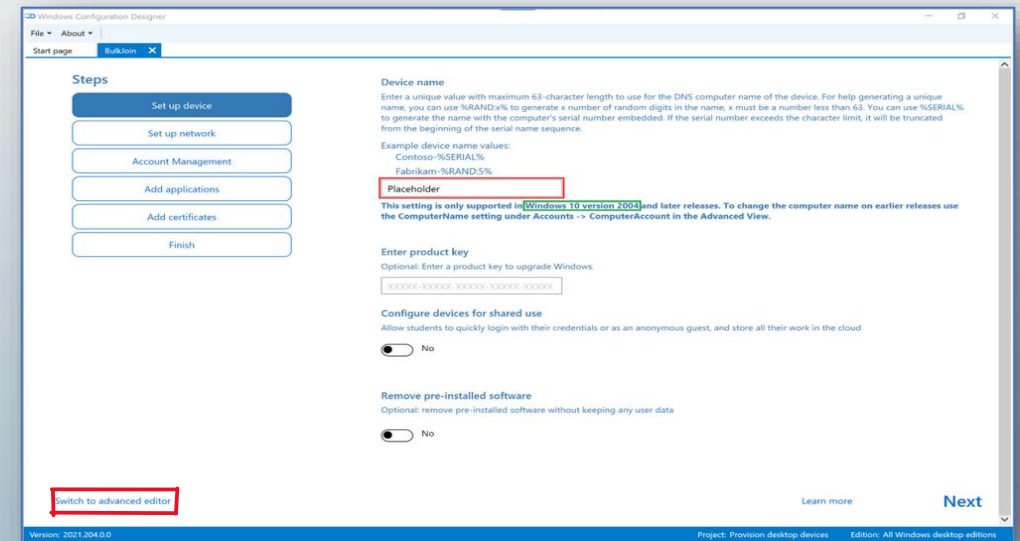 Windows Configuration Designer
File About
Start page BulkJoin
Steps
Set up device
Set up network
Account Management
Add applications
Add certificates
Finish
Device name
Enter a unique value with maximum 63-character length to use for the DNS computer name of the device. For help generating a unique
name, you can use %RAND:x% to generate x number of random digits in the name, x must be a number less than 63. You can use %SERIAL%
to generate the name with the computer's serial number embedded. If the serial number exceeds the character limit, it will be truncated
from the beginning of the serial name sequence.
Example device name values:
Contoso-%SERIAL%
Fabrikam-%RAND:5%
Placeholder
This setting is only supported in Windows 10 version 2004 and later releases. To change the computer name on earlier releases use
the ComputerName setting under Accounts -> ComputerAccount in the Advanced View.
Enter product key
Optional: Enter a product key to upgrade Windows.
XXXXX-XXXXX-XXXXX-XXXXX-XXXXX
Configure devices for shared use
Allow students to quickly login with their credentials or as an anonymous guest, and store all their work in the cloud
No
Remove pre-installed software
Optional: remove pre-installed software without keeping any user data
No
Switch to advanced editor Learn more Next
Version: 2021.204.0.0 Project: Provision desktop devices Edition: All Windows desktop editions